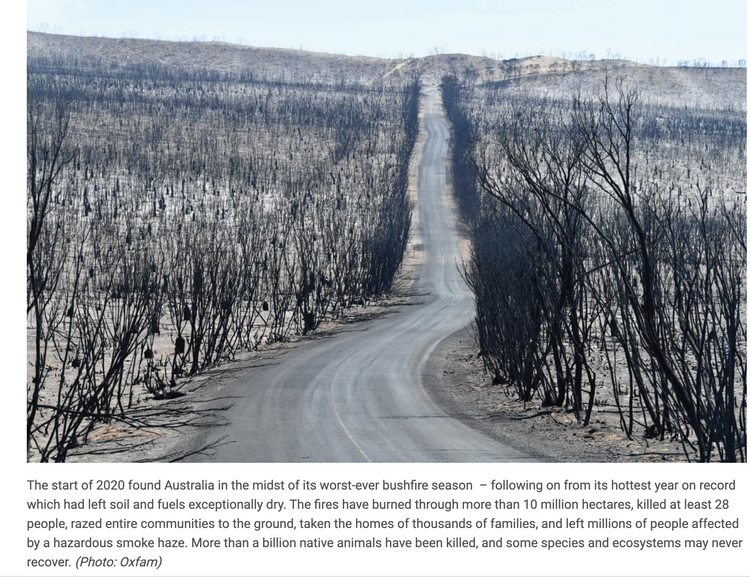 The start of 2020 found Australia in the midst of its worst-ever bushfire season  – following on from its hottest year on record
which had left soil and fuels exceptionally dry. The fires have burned through more than 10 million hectares, killed at least 28
people, razed entire communities to the ground, taken the homes of thousands of families, and left millions of people affected
by a hazardous smoke haze. More than a billion native animals have been killed, and some species and ecosystems may never
recover. (Photo: Oxfam)